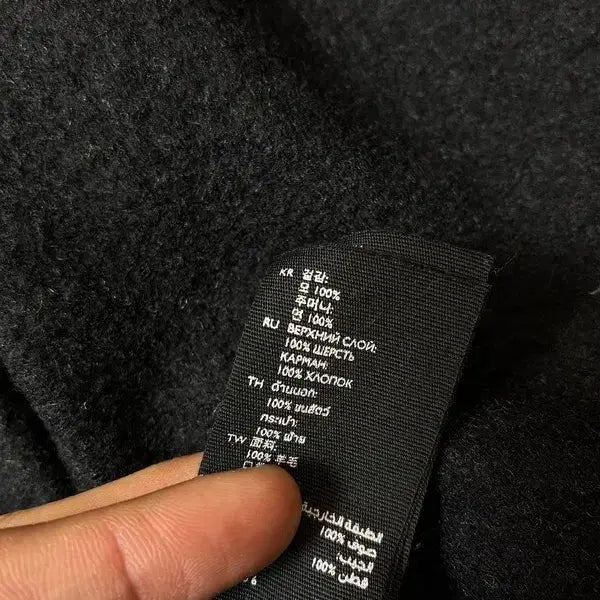 KR 겉감:
모 100%
주머니:
면 100%
RU ВЕРХНИЙ СЛОЙ:
100% ШЕРСТЬ
КАРМАН:
100% ХЛОПОК
TH ด้านนอก:
100% ขนสัตว์
กระเป๋า:
100% ฝ้าย
TW 面料:
100% 羊毛
الطبقة الخارجية
صوف 100%
الجيب:
قطن 100%
%